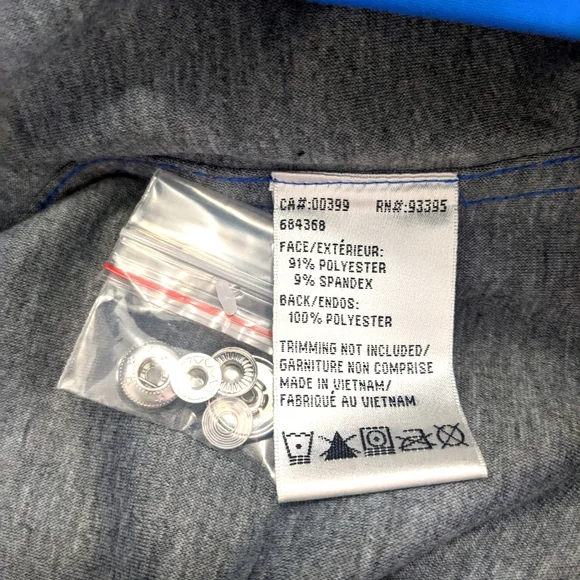 CA#:00399 RN#:93395
684368
FACE/EXTÉRIEUR:
91% POLYESTER
9% SPANDEX
BACK/ENDOS:
100% POLYESTER
TRIMMING NOT INCLUDED/
GARNITURE NON COMPRISE
MADE IN VIETNAM/
FABRIQUÉ AU VIETNAM